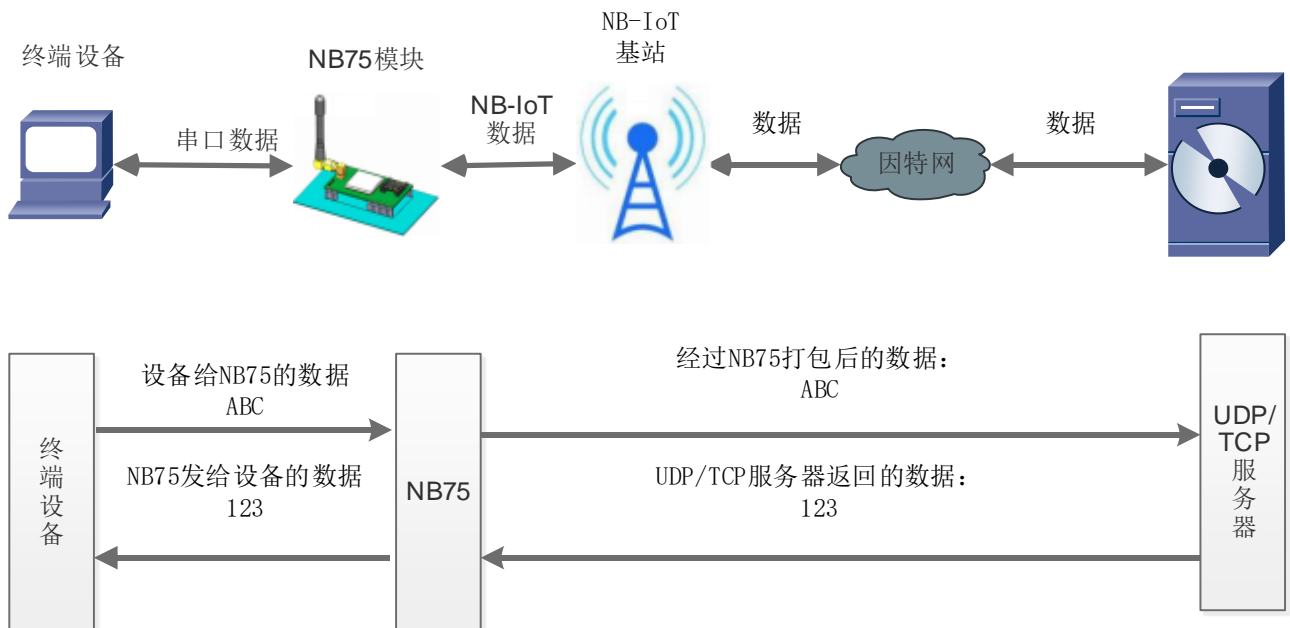 终端设备
NB75模块
NB-IoT
基站
串口数据
NB-IoT
数据
数据
因特网
数据
设备给NB75的数据
ABC
经过NB75打包后的数据：
ABC
终端设备
NB75发给设备的数据
123
NB75
UDP/TCP服务器返回的数据：
123
UDP/
TCP
服务器